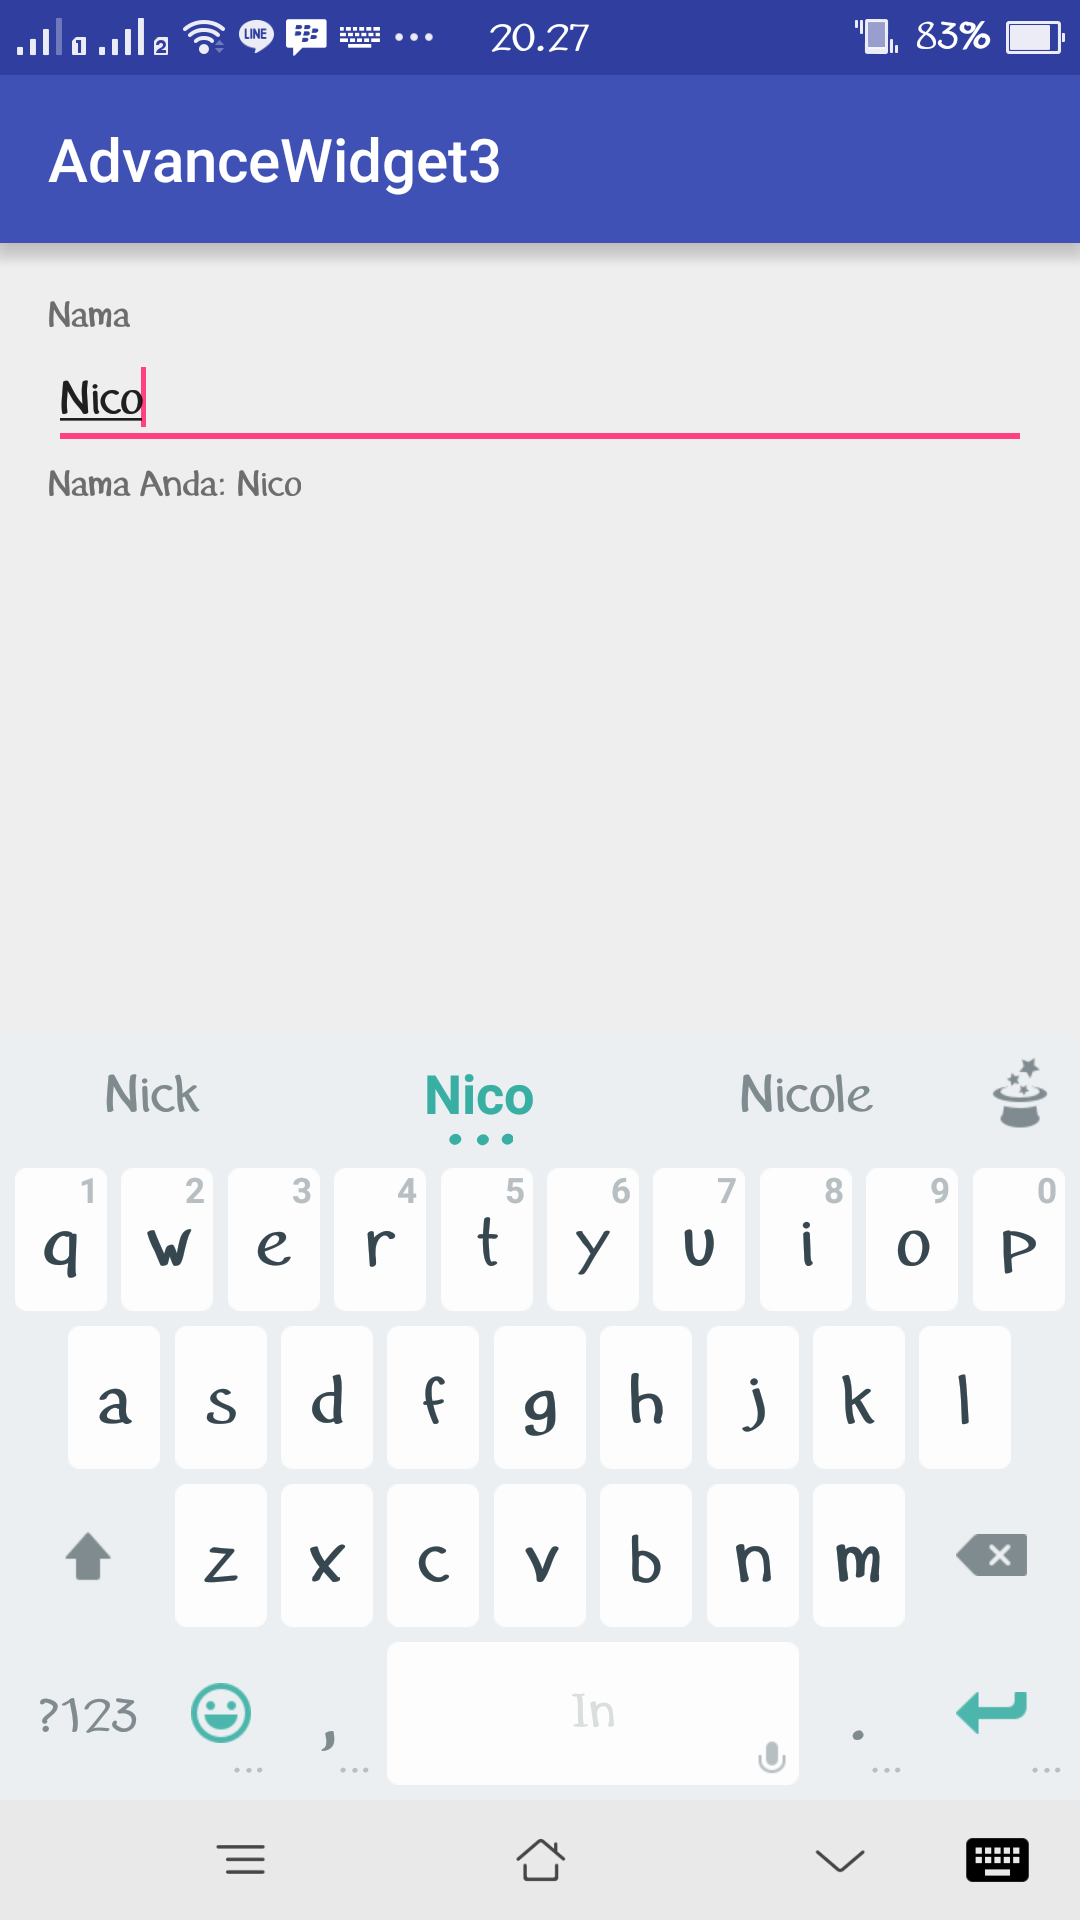 1 2 LINE 20.27 83%
AdvanceWidget3
Nama
Nico
Nama Anda: Nico
Nick Nico Nicole
1 2 3 4 5 6 7 8 9 0
q w e r t y u i o p
a s d f g h j k l
z x c v b n m
?123 , In .